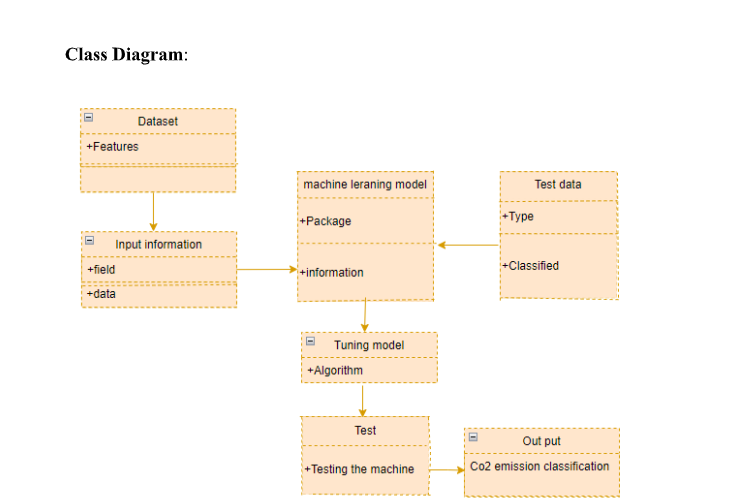 Class Diagram:
Dataset
+Features
Input information
+field
+data
machine leraning model
+Package
+information
Test data
+Type
+Classified
Tuning model
+Algorithm
Test
+Testing the machine
Out put
Co2 emission classification